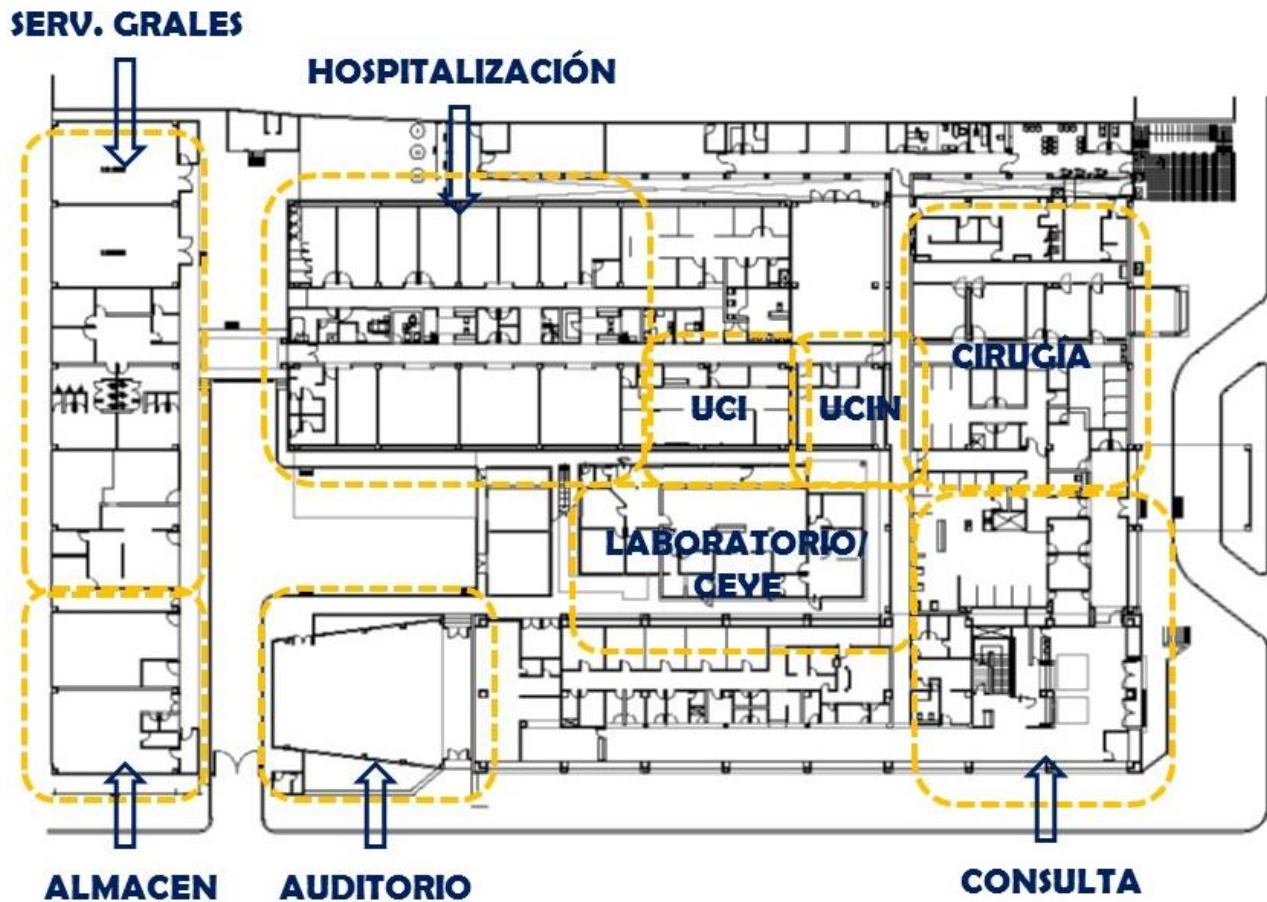 SERV. GRALES
HOSPITALIZACIÓN
CIRUGÍA
UCI
UCIN
LABORATORIO/
CEYE
ALMACEN
AUDITORIO
CONSULTA